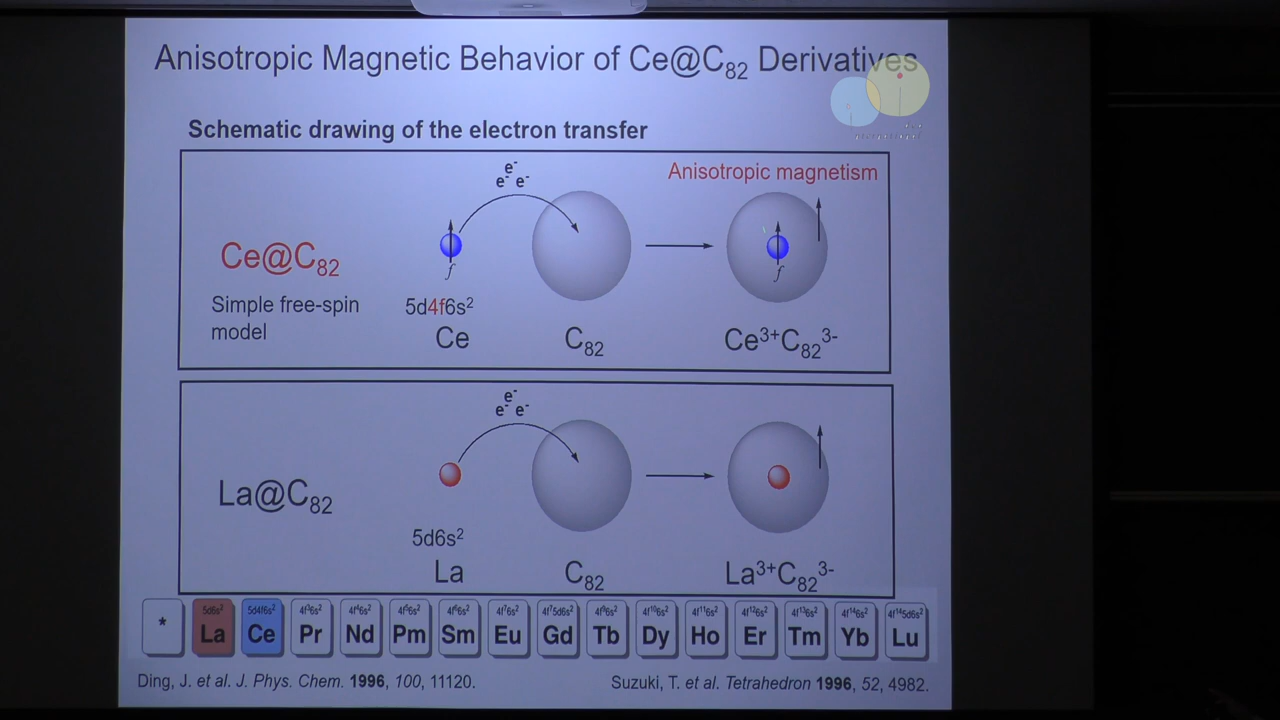 Anisotropic Magnetic Behavior of Ce@C₈₂ Derivatives
Schematic drawing of the electron transfer
e⁻
e⁻ e⁻
Anisotropic magnetism
Ce@C₈₂
Simple free-spin
model
f
f
5d4f6s²
Ce
C₈₂
Ce³⁺C₈₂³⁻
e⁻
e⁻ e⁻
La@C₈₂
5d6s²
La
C₈₂
La³⁺C₈₂³⁻
*
5d6s²
La
5d4f6s²
Ce
4f³6s²
Pr
4f⁴6s²
Nd
4f⁵6s²
Pm
4f⁶6s²
Sm
4f⁷6s²
Eu
4f⁷5d6s²
Gd
4f⁹6s²
Tb
4f¹⁰6s²
Dy
4f¹¹6s²
Ho
4f¹²6s²
Er
4f¹³6s²
Tm
4f¹⁴6s²
Yb
4f¹⁴5d6s²
Lu
Ding, J. et al. J. Phys. Chem. 1996, 100, 11120.
Suzuki, T. et al. Tetrahedron 1996, 52, 4982.